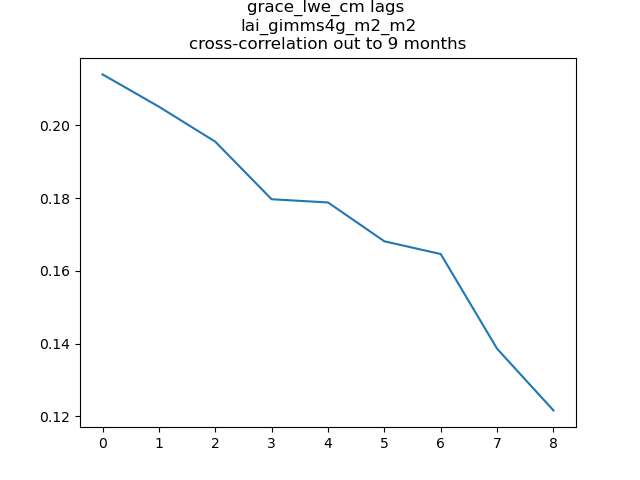 grace_lwe_cm lags
lai_gimms4g_m2_m2
cross-correlation out to 9 months
0.20
0.18
0.16
0.14
0.12
0 1 2 3 4 5 6 7 8